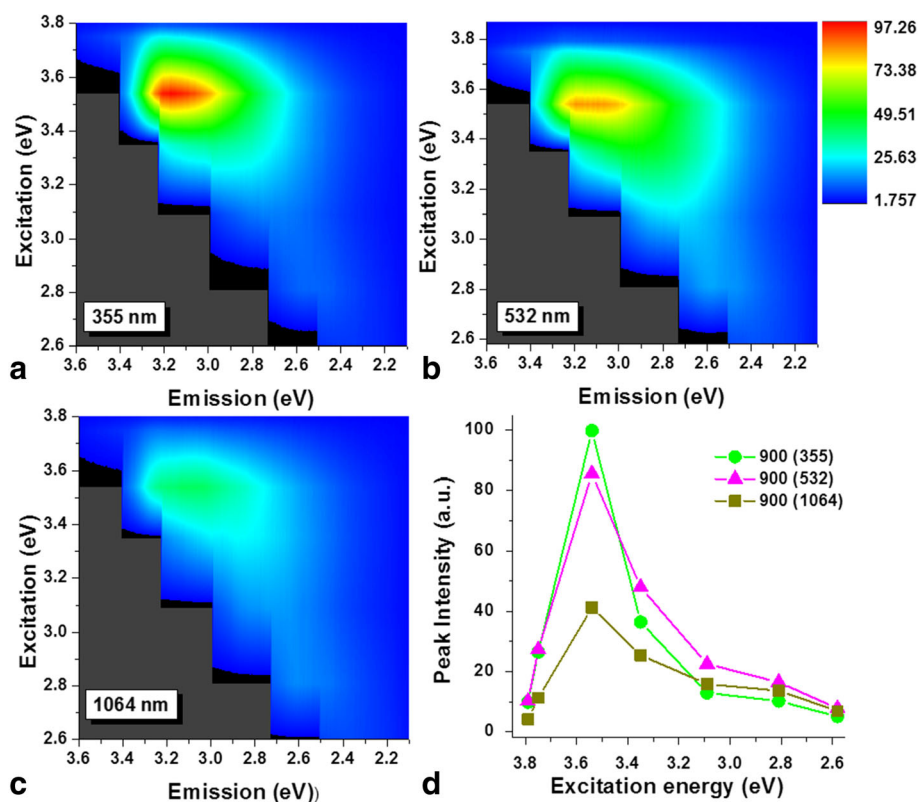 3.8
3.6
3.4
3.2
3.0
2.8
2.6
Excitation (eV)
355 nm
3.6 3.4 3.2 3.0 2.8 2.6 2.4 2.2
Emission (eV)
a
3.8
3.6
3.4
3.2
3.0
2.8
2.6
Excitation (eV)
532 nm
3.6 3.4 3.2 3.0 2.8 2.6 2.4 2.2
Emission (eV)
b
97.26
73.38
49.51
25.63
1.757
3.8
3.6
3.4
3.2
3.0
2.8
2.6
Excitation (eV)
1064 nm
3.6 3.4 3.2 3.0 2.8 2.6 2.4 2.2
Emission (eV))
c
100
80
60
40
20
0
Peak Intensity (a.u.)
900 (355)
900 (532)
900 (1064)
3.8 3.6 3.4 3.2 3.0 2.8 2.6
Excitation energy (eV)
d